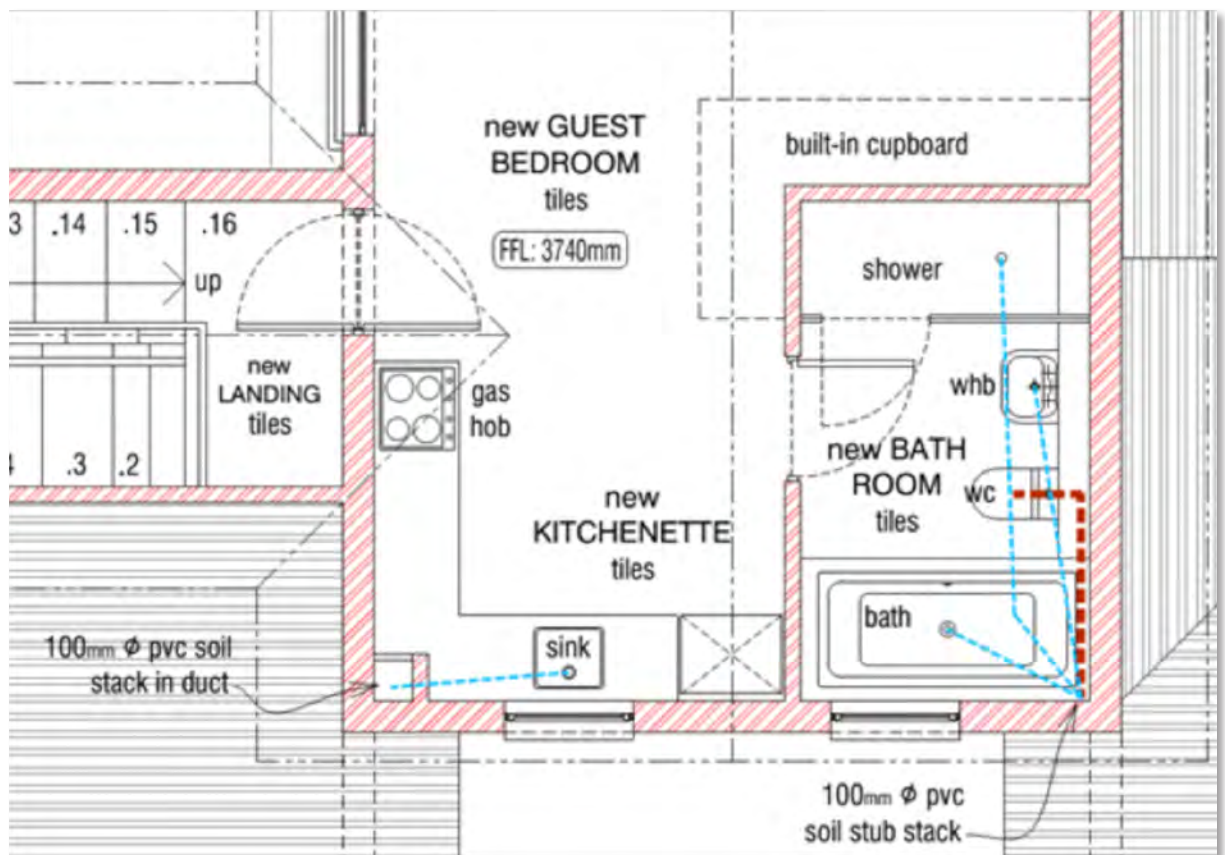 new GUEST
BEDROOM
tiles
FFL: 3740mm
built-in cupboard
3 .14 .15 .16
up
shower
new
LANDING
tiles
gas
hob
whb
new BATH
ROOM
tiles
wc
.3 .2
new
KITCHENETTE
tiles
bath
sink
100mm ϕ pvc soil
stack in duct
100mm ϕ pvc
soil stub stack